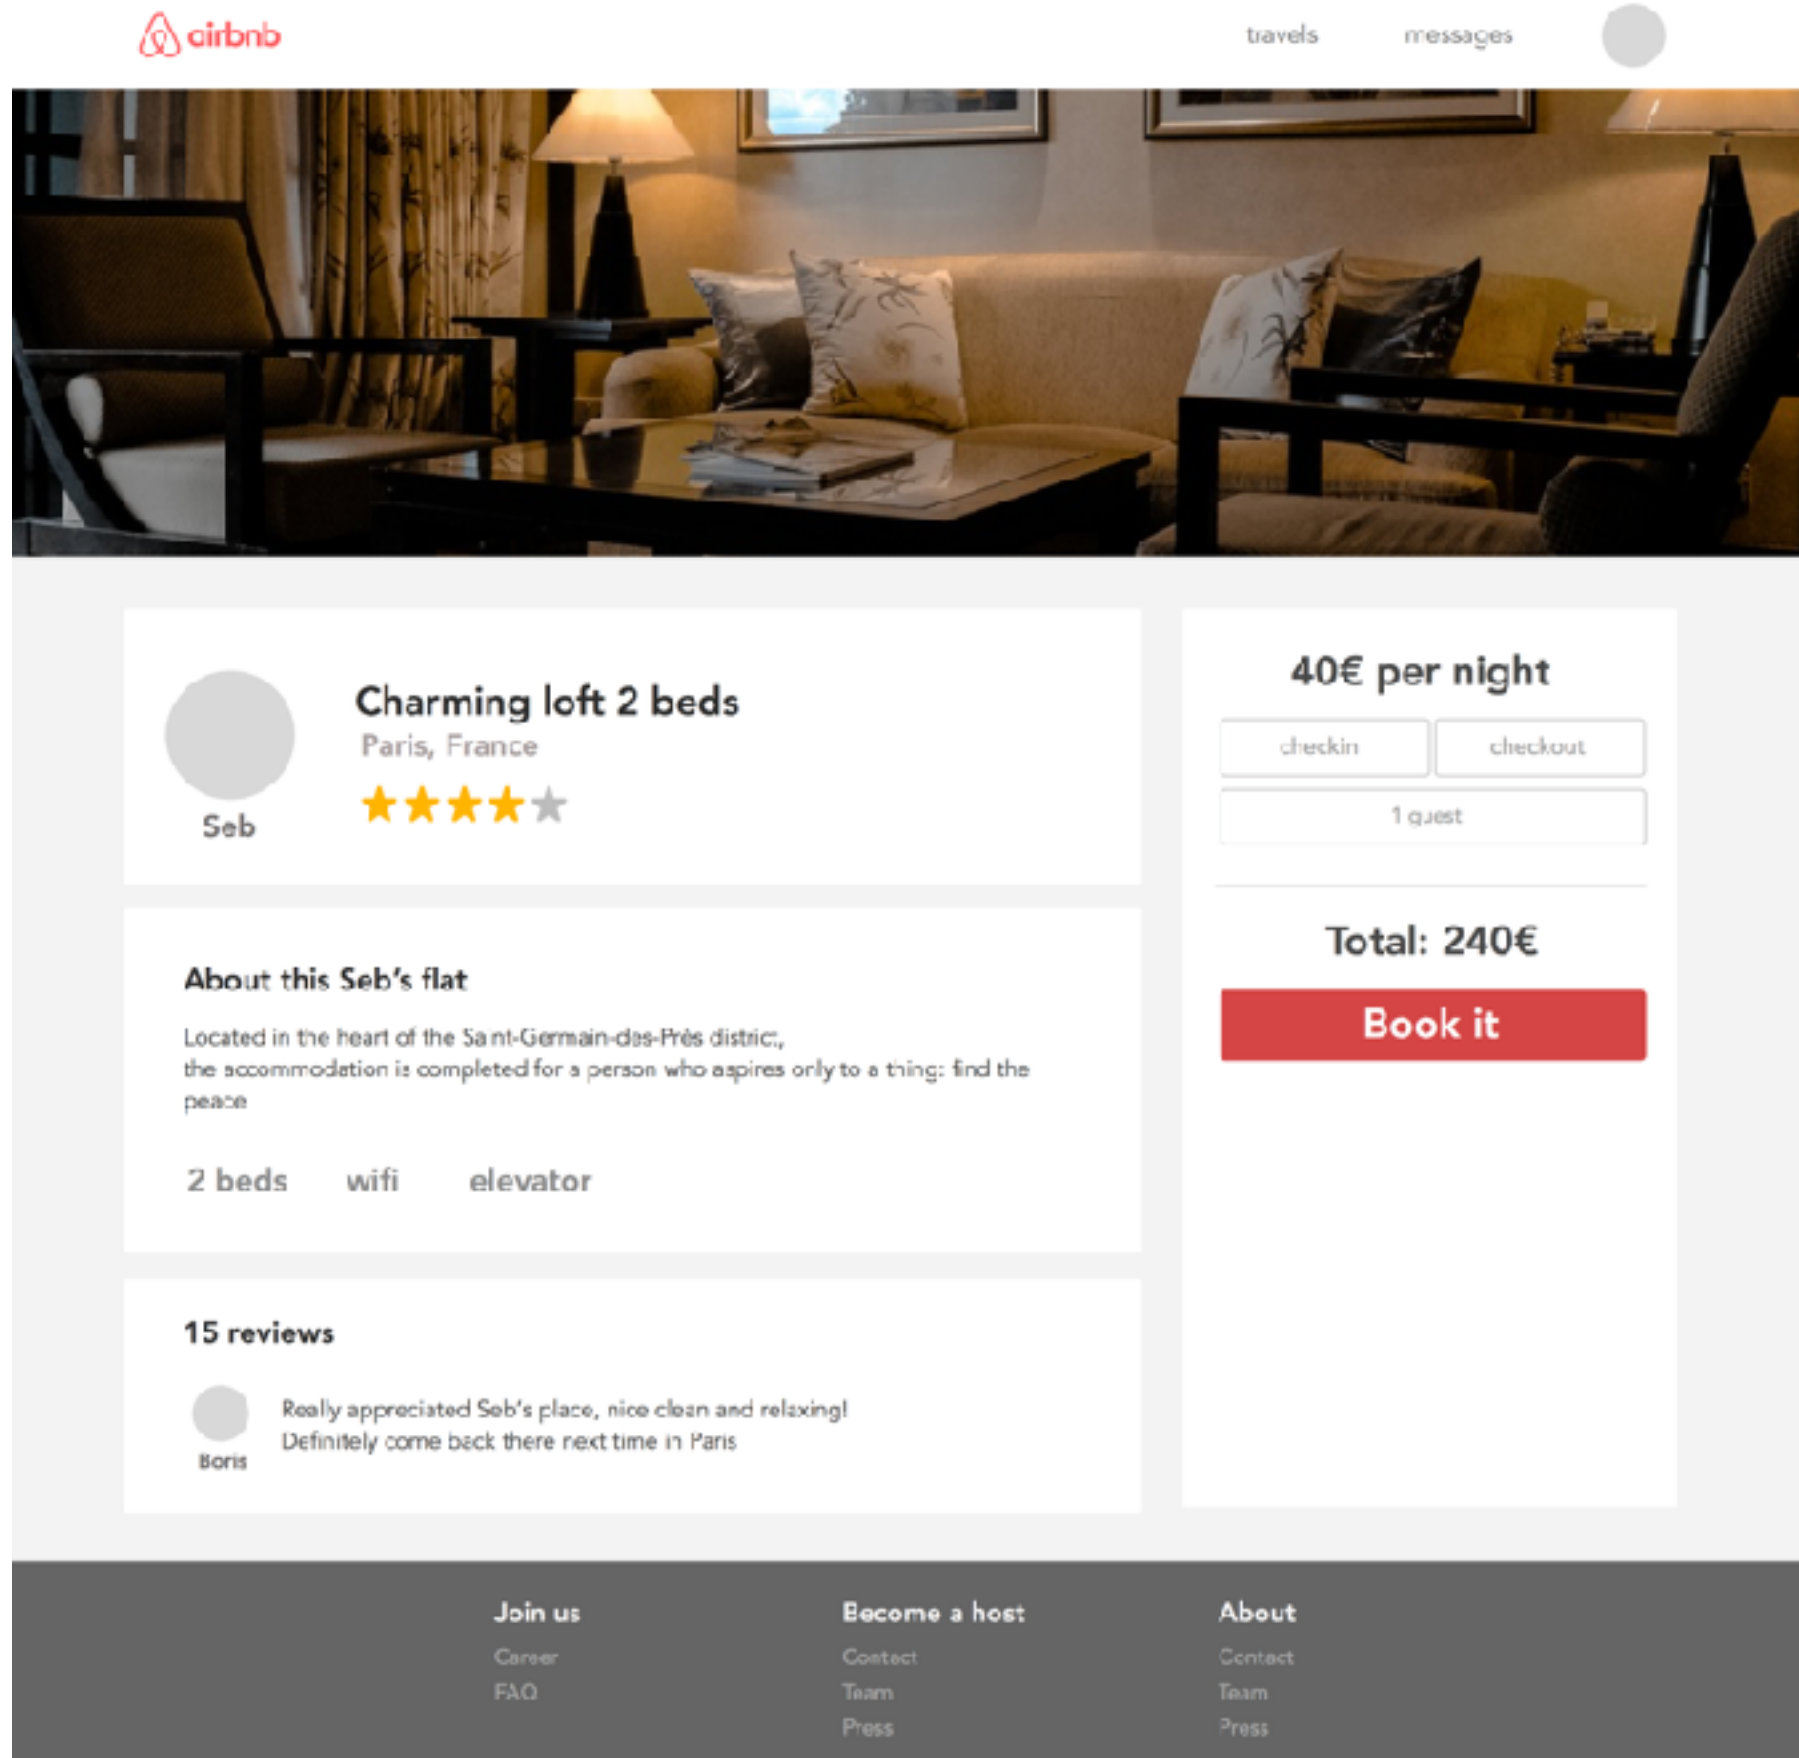 airbnb
travels
messages
Charming loft 2 beds
Paris, France
Seb
40€ per night
checkin
checkout
1 guest
Total: 240€
Book it
About this Seb's flat
Located in the heart of the Saint-Germain-des-Près district,
the accommodation is completed for a person who aspires only to a thing: find the
peace
2 beds
wifi
elevator
15 reviews
Really appreciated Seb's place, nice clean and relaxing!
Definitely come back there next time in Paris
Boris
Join us
Career
FAQ
Become a host
Contact
Team
Press
About
Contact
Team
Press